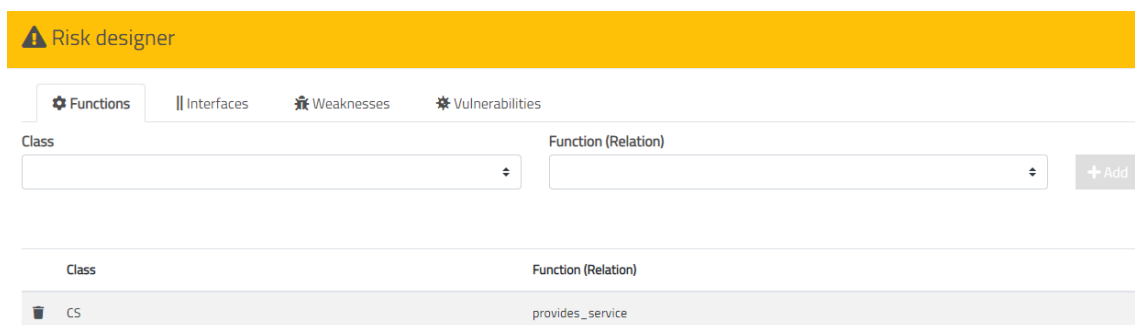 Risk designer
Functions Interfaces Weaknesses Vulnerabilities
Class Function (Relation)
+ Add
Class Function (Relation)
CS provides_service